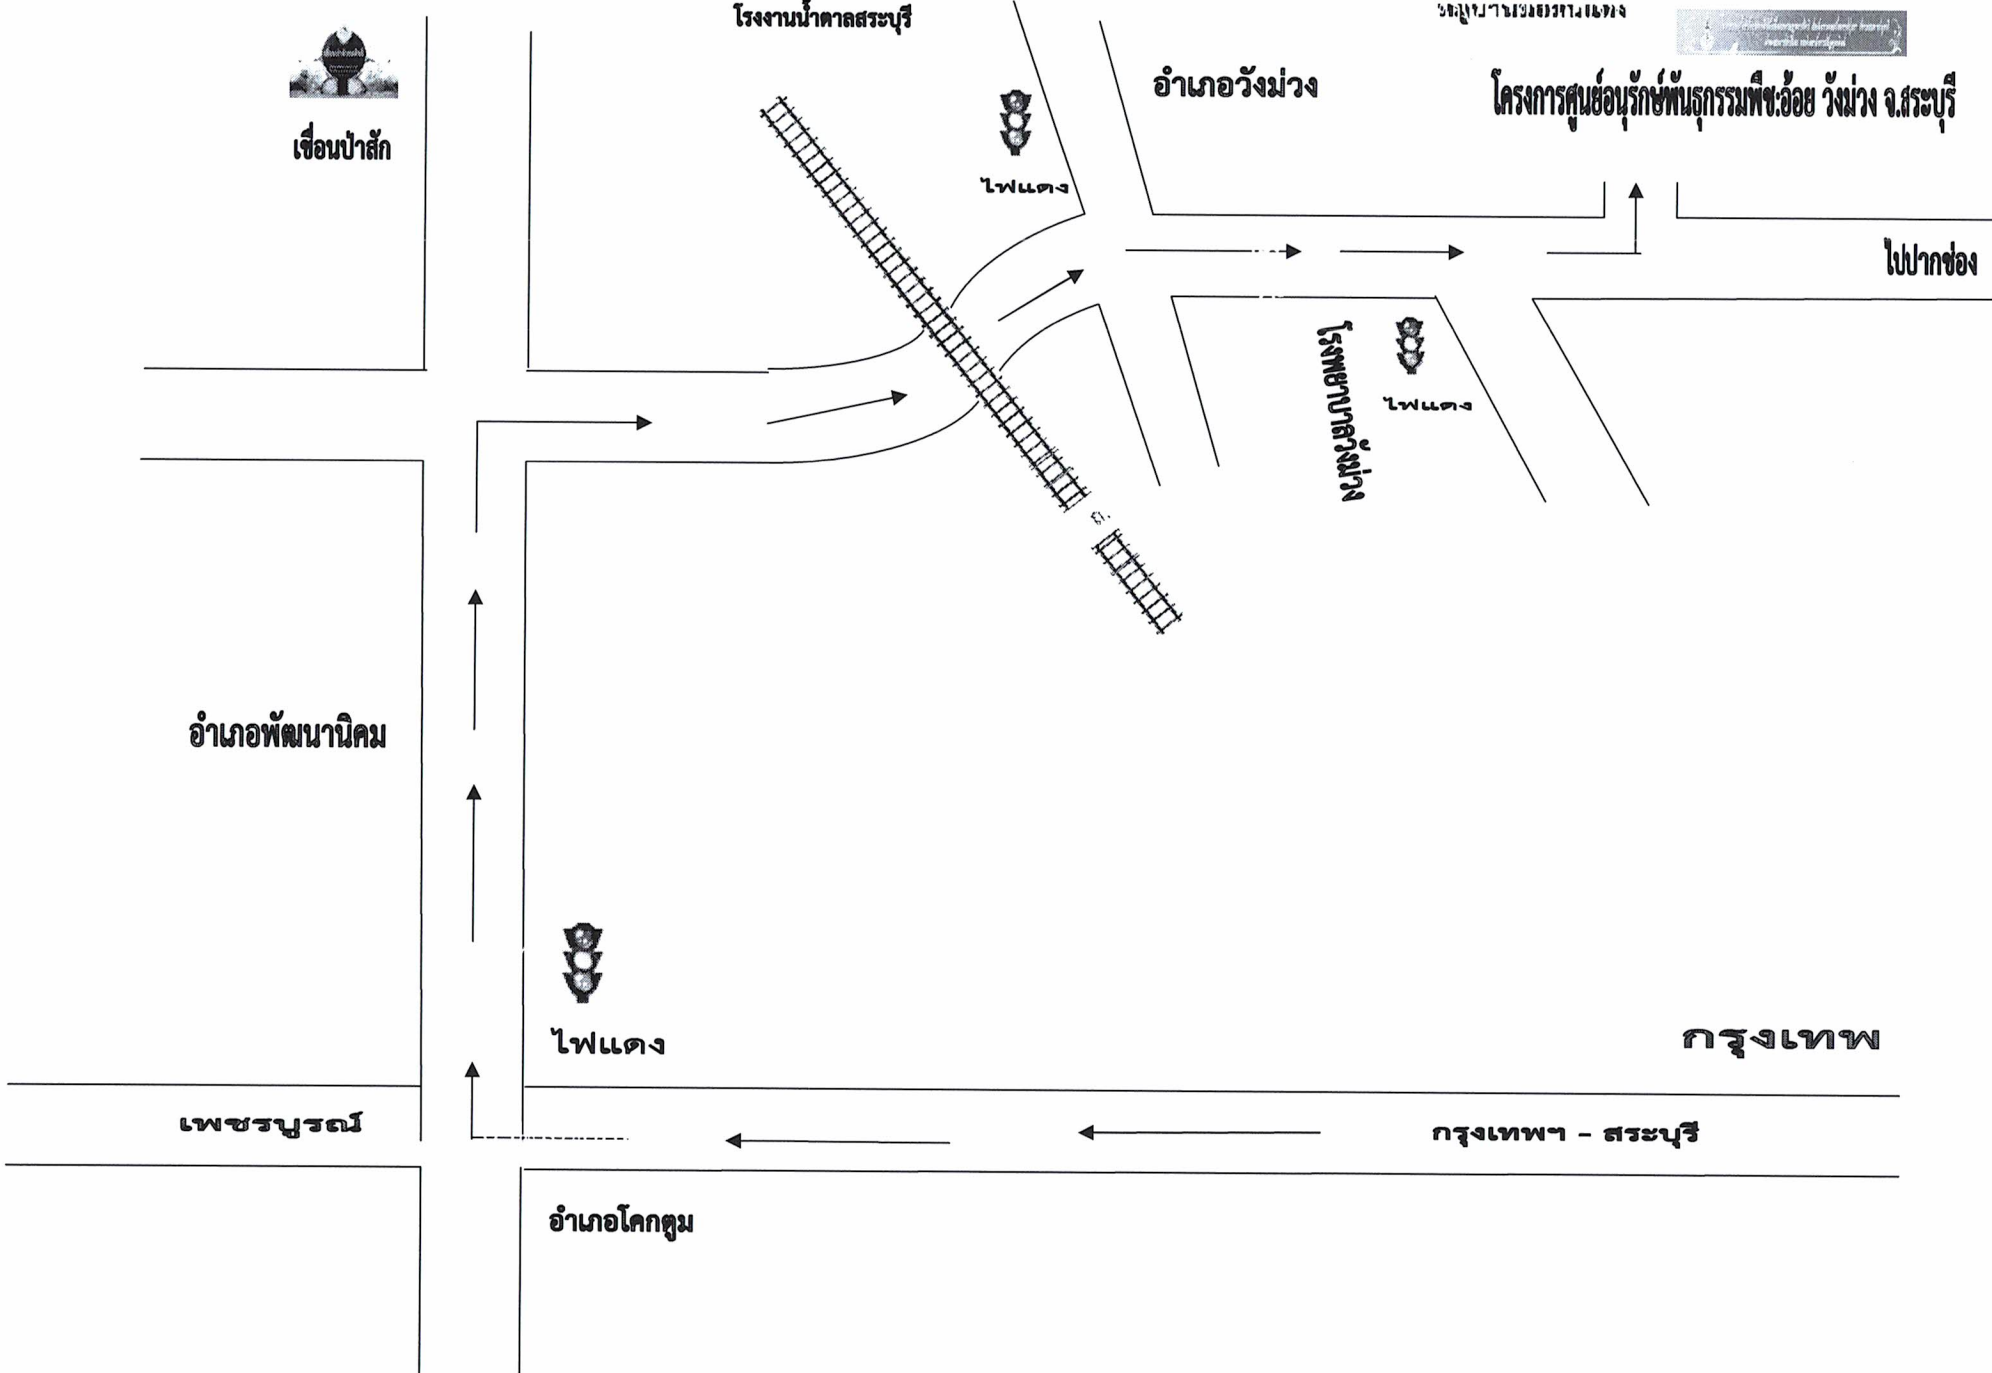 โรงงานน้ำตาลสระบุรี
เขื่อนป่าสัก
ไฟแดง
อำเภอวังม่วง
โครงการศูนย์อนุรักษ์พันธุกรรมพืช:อ้อย วังม่วง จ.สระบุรี
ไปปากช่อง
โรงพยาบาลวังม่วง
ไฟแดง
อำเภอพัฒนานิคม
ไฟแดง
กรุงเทพ
เพชรบูรณ์
กรุงเทพฯ - สระบุรี
อำเภอโคกตูม